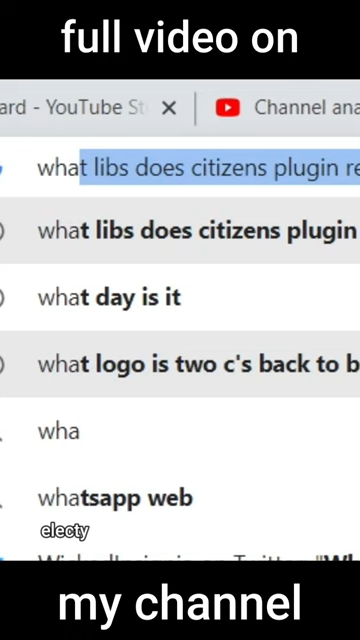 full video on
ard - YouTube St
Channel ana
what libs does citizens plugin re
what libs does citizens plugin
what day is it
what logo is two c's back to b
wha
whatsapp web
electy
my channel